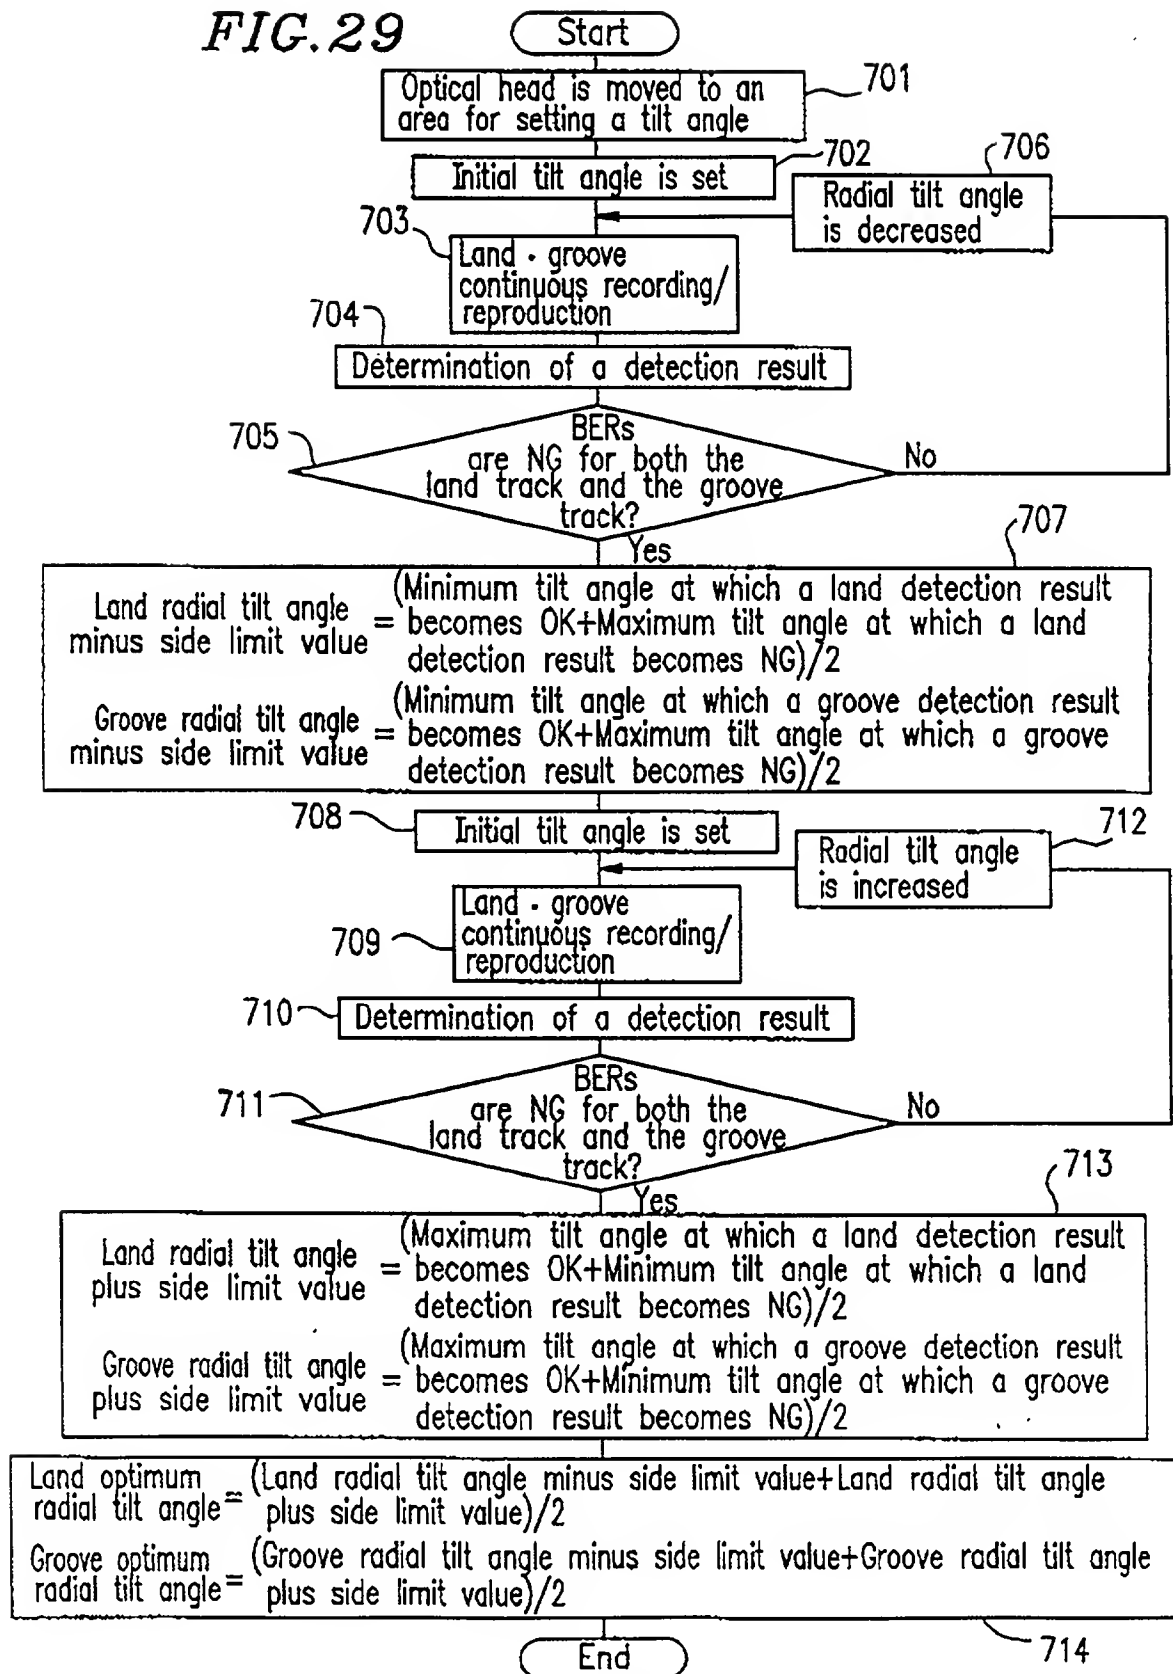 FIG.29
Start
Optical head is moved to an
area for setting a tilt angle
701
702
Initial tilt angle is set
706
Radial tilt angle
is decreased
703
Land · groove
continuous recording/
reproduction
704
Determination of a detection result
705
BERs
are NG for both the
land track and the groove
track?
No
Yes
707
Land radial tilt angle
minus side limit value
=
(Minimum tilt angle at which a land detection result
becomes OK+Maximum tilt angle at which a land
detection result becomes NG)/2
Groove radial tilt angle
minus side limit value
=
(Minimum tilt angle at which a groove detection result
becomes OK+Maximum tilt angle at which a groove
detection result becomes NG)/2
708
Initial tilt angle is set
712
Radial tilt angle
is increased
709
Land · groove
continuous recording/
reproduction
710
Determination of a detection result
711
BERs
are NG for both the
land track and the groove
track?
No
Yes
713
Land radial tilt angle
plus side limit value
=
(Maximum tilt angle at which a land detection result
becomes OK+Minimum tilt angle at which a land
detection result becomes NG)/2
Groove radial tilt angle
plus side limit value
=
(Maximum tilt angle at which a groove detection result
becomes OK+Minimum tilt angle at which a groove
detection result becomes NG)/2
Land optimum
radial tilt angle
=
(Land radial tilt angle minus side limit value+Land radial tilt angle
plus side limit value)/2
Groove optimum
radial tilt angle
=
(Groove radial tilt angle minus side limit value+Groove radial tilt angle
plus side limit value)/2
714
End